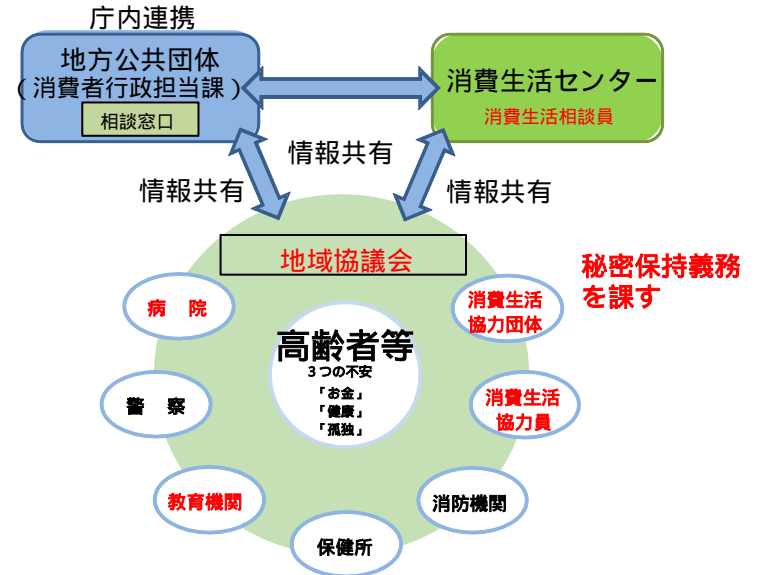 庁内連携
地方公共団体
(消費者行政担当課)
相談窓口
消費生活センター
消費生活相談員
情報共有
情報共有
情報共有
地域協議会
秘密保持義務
を課す
病　院
消費生活
協力団体
高齢者等
３つの不安
「お金」
「健康」
「孤独」
警　察
消費生活
協力員
教育機関
消防機関
保健所